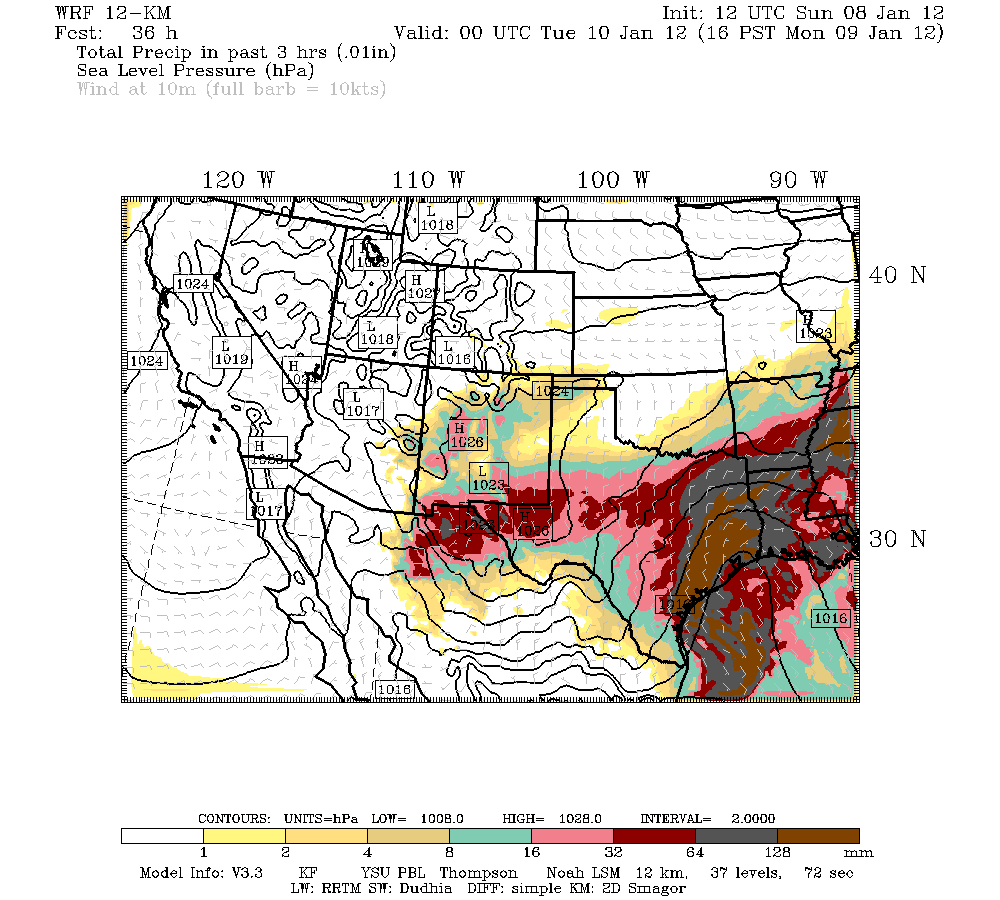 WRF 12-KM Init: 12 UTC Sun 08 Jan 12
Fcst: 36 h Valid: 00 UTC Tue 10 Jan 12 (16 PST Mon 09 Jan 12)
Total Precip in past 3 hrs (.01in)
Sea Level Pressure (hPa)
Wind at 10m (full barb = 10kts)
120 W 110 W 100 W 90 W
L
1018
40 N
1024
H
H
1023
L
1018
1024
L
1019
L
1016
H
L
1017
1024
H
1026
H
L
1023
L
1017
H
30 N
1016
1016
CONTOURS: UNITS=hPa LOW= 1008.0 HIGH= 1028.0 INTERVAL= 2.0000
1 2 4 8 16 32 64 128 mm
Model Info: V3.3 KF YSU PBL Thompson Noah LSM 12 km, 37 levels, 72 sec
LW: RRTM SW: Dudhia DIFF: simple KM: 2D Smagor